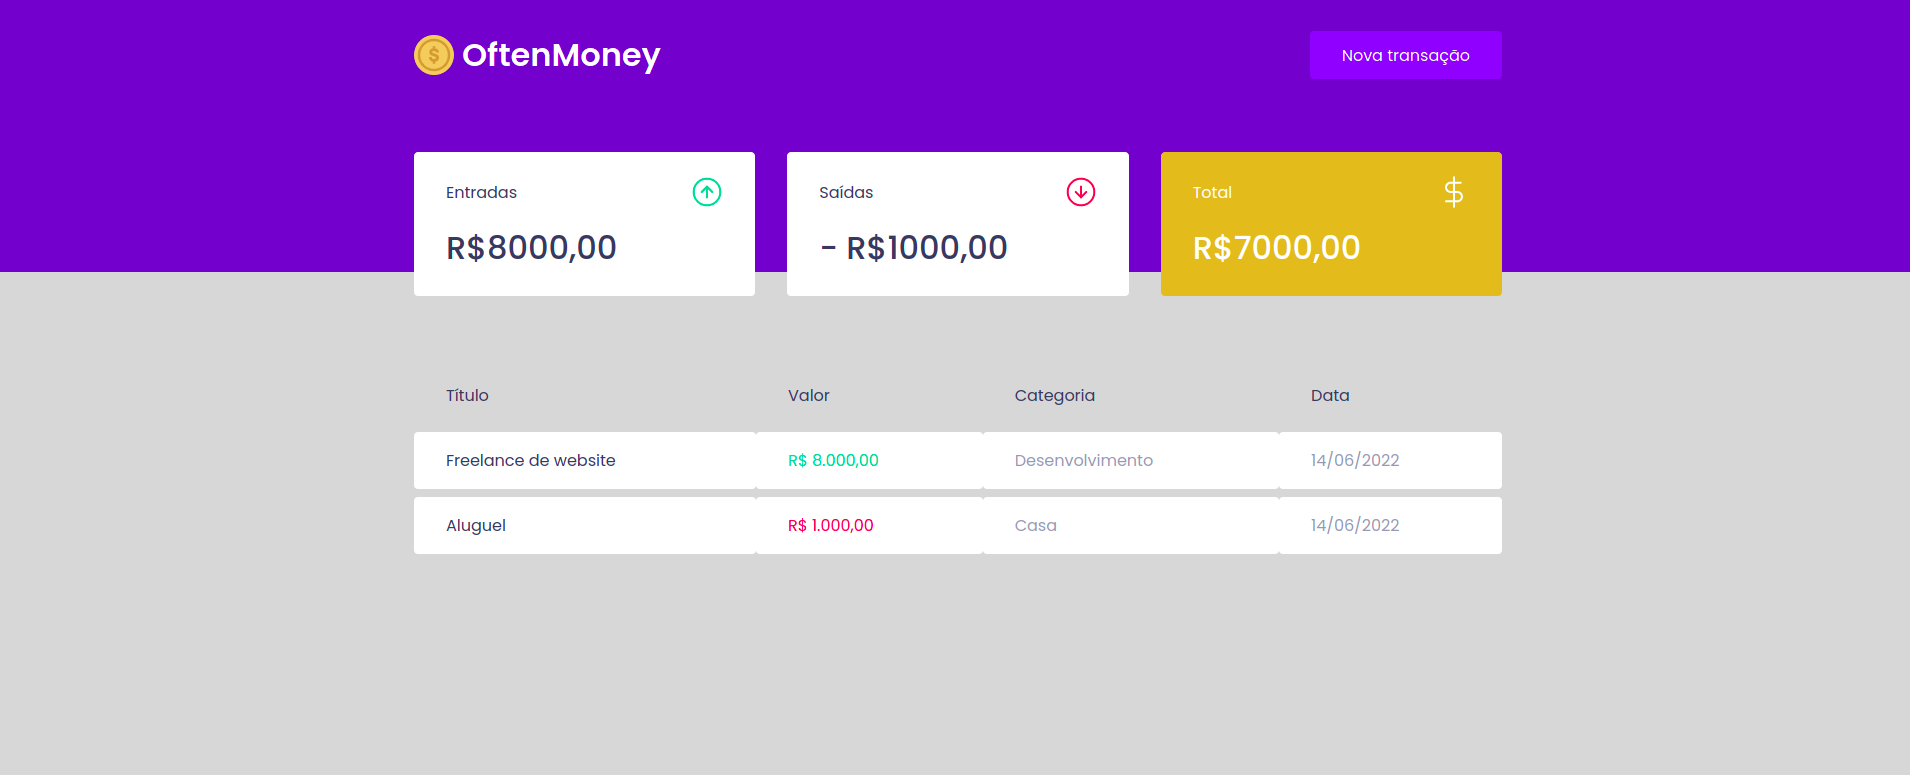 OftenMoney
Nova transação
Entradas
R$8000,00
Saídas
- R$1000,00
Total
R$7000,00
Título Valor Categoria Data
Freelance de website R$ 8.000,00 Desenvolvimento 14/06/2022
Aluguel R$ 1.000,00 Casa 14/06/2022